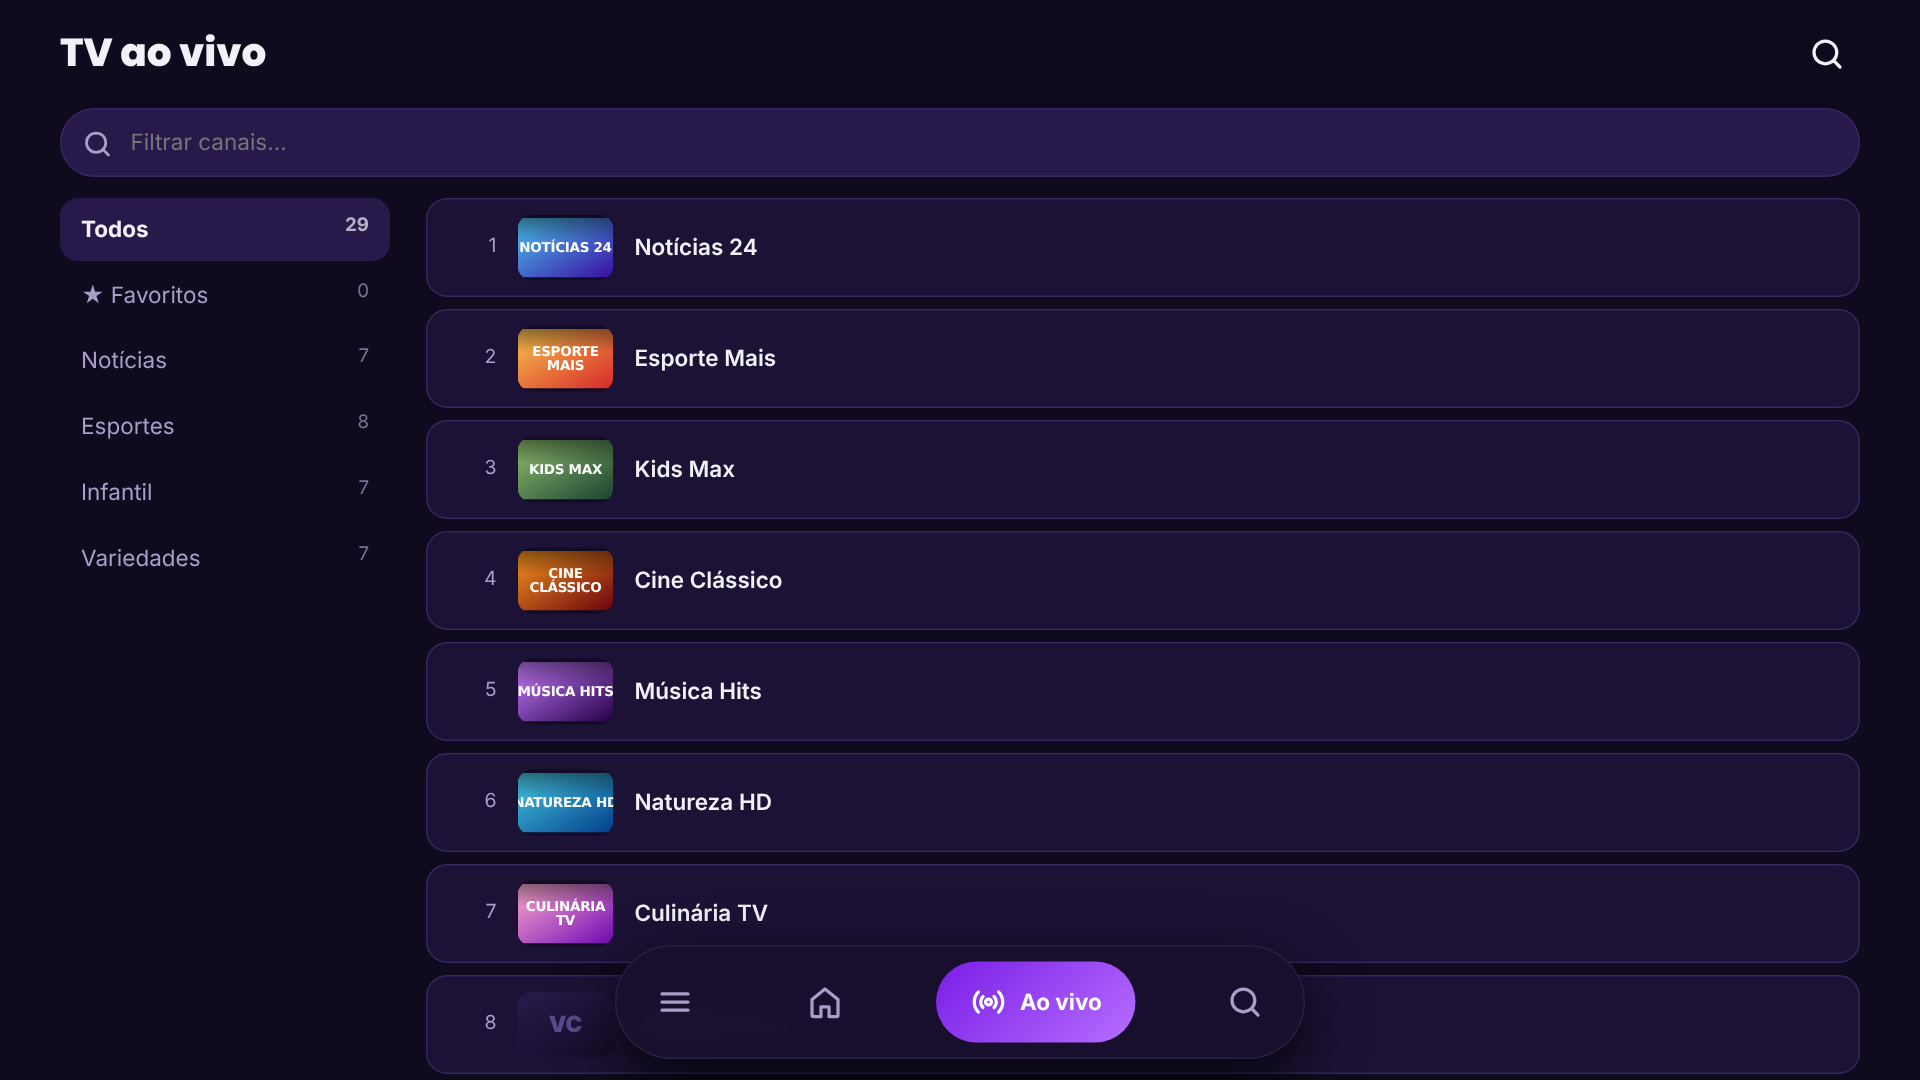 TV ao vivo
Filtrar canais...
Todos 29
★ Favoritos 0
Notícias 7
Esportes 8
Infantil 7
Variedades 7
1 NOTÍCIAS 24 Notícias 24
2 ESPORTE MAIS Esporte Mais
3 KIDS MAX Kids Max
4 CINE CLÁSSICO Cine Clássico
5 MÚSICA HITS Música Hits
6 NATUREZA HD Natureza HD
7 CULINÁRIA TV Culinária TV
8 VC
Ao vivo